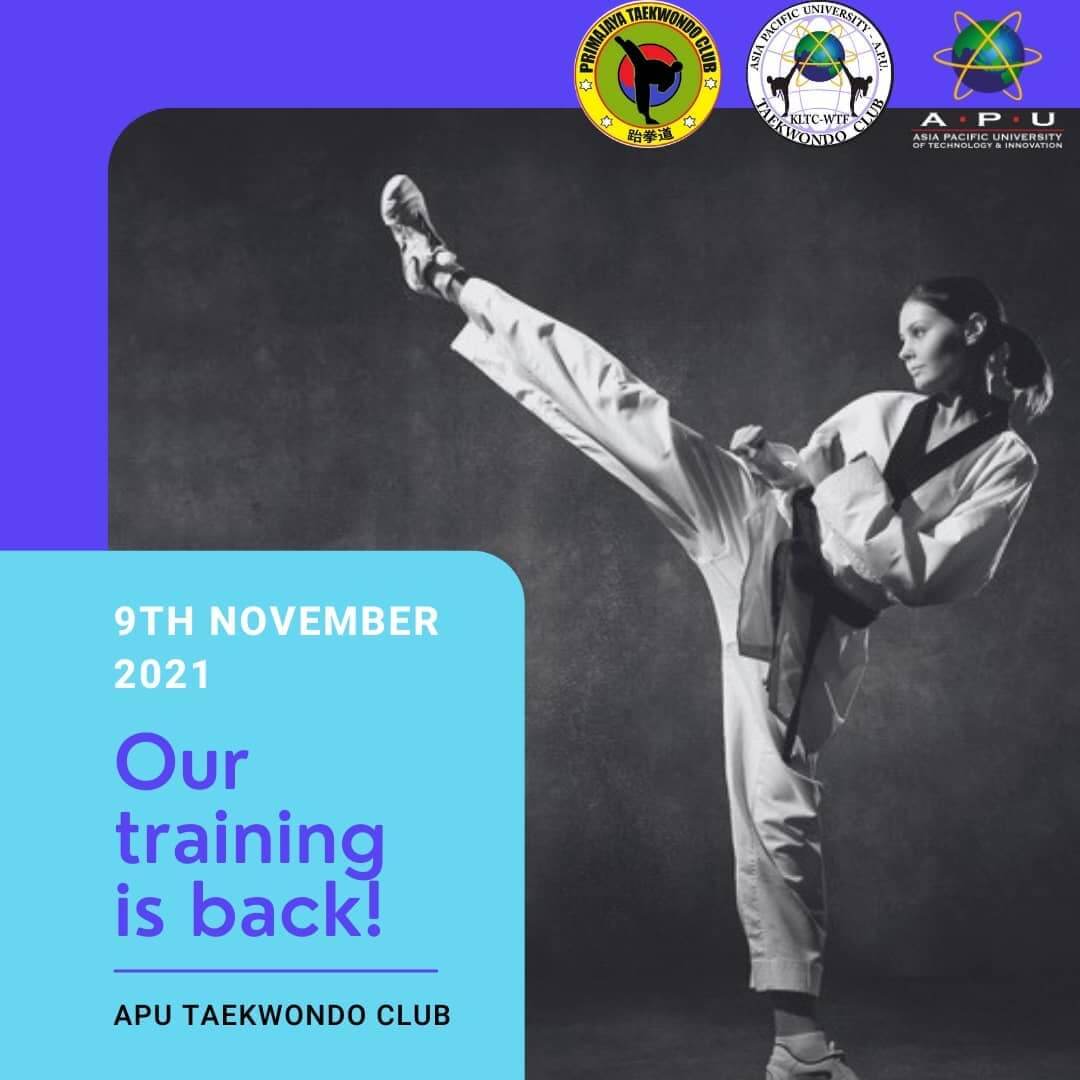 PRIMAJAYA TAEKWONDO CLUB
跆拳道
ASIA PACIFIC UNIVERSITY - A.P.U.
KLTC-WTF
TAEKWONDO CLUB
A·P·U
ASIA PACIFIC UNIVERSITY
OF TECHNOLOGY & INNOVATION
9TH NOVEMBER
2021
Our
training
is back!
APU TAEKWONDO CLUB